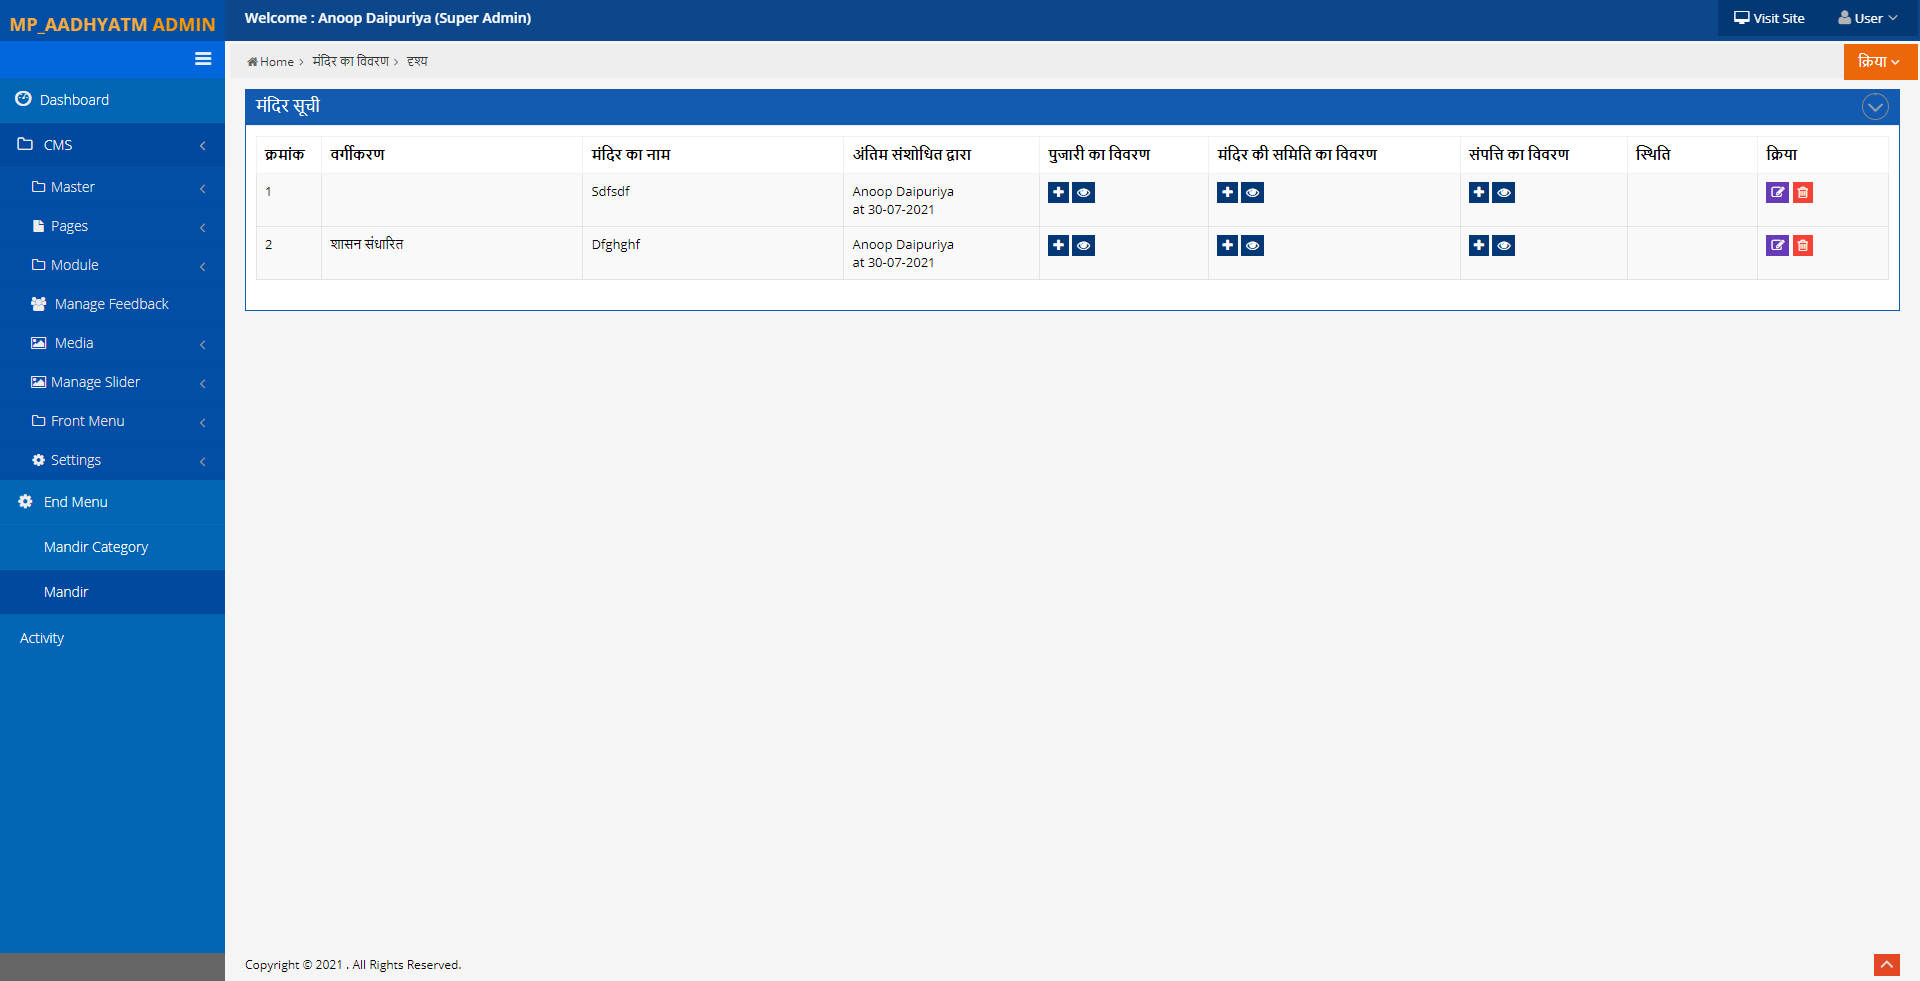 MP_AADHYATM ADMIN
Welcome : Anoop Daipuriya (Super Admin)
Visit Site
User
Home
मंदिर का विवरण
दृश्य
क्रिया
Dashboard
CMS
Master
Pages
Module
Manage Feedback
Media
Manage Slider
Front Menu
Settings
End Menu
Mandir Category
Mandir
Activity
मंदिर सूची
क्रमांक वर्गीकरण मंदिर का नाम अंतिम संशोधित द्वारा पुजारी का विवरण मंदिर की समिति का विवरण संपत्ति का विवरण स्थिति क्रिया
1 Sdfsdf Anoop Daipuriya
at 30-07-2021
2 शासन संधारित Dfghghf Anoop Daipuriya
at 30-07-2021
Copyright © 2021 . All Rights Reserved.